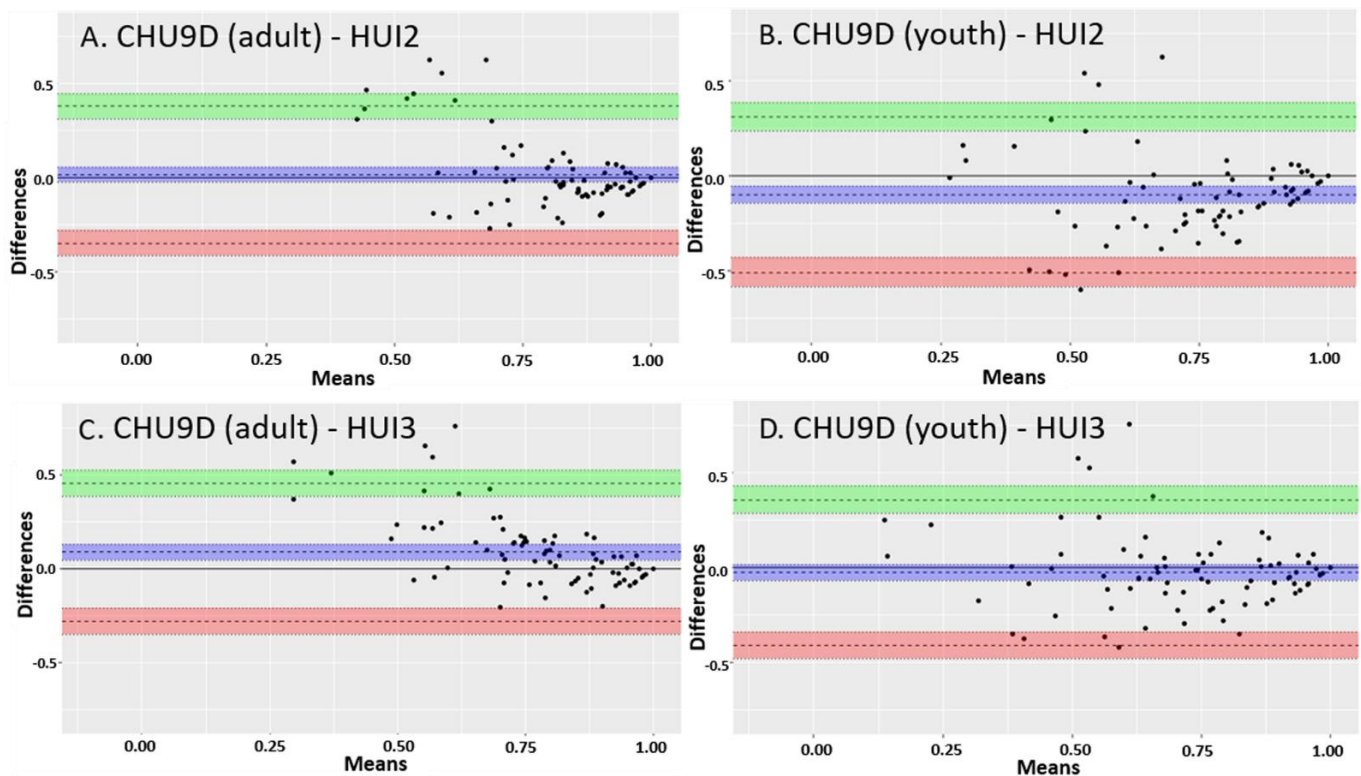 A. CHU9D (adult) - HUI2
0.5
0.0
-0.5
Differences
0.00 0.25 0.50 0.75 1.00
Means
B. CHU9D (youth) - HUI2
0.5
0.0
-0.5
Differences
0.00 0.25 0.50 0.75 1.00
Means
C. CHU9D (adult) - HUI3
0.5
0.0
-0.5
Differences
0.00 0.25 0.50 0.75 1.00
Means
D. CHU9D (youth) - HUI3
0.5
0.0
-0.5
Differences
0.00 0.25 0.50 0.75 1.00
Means